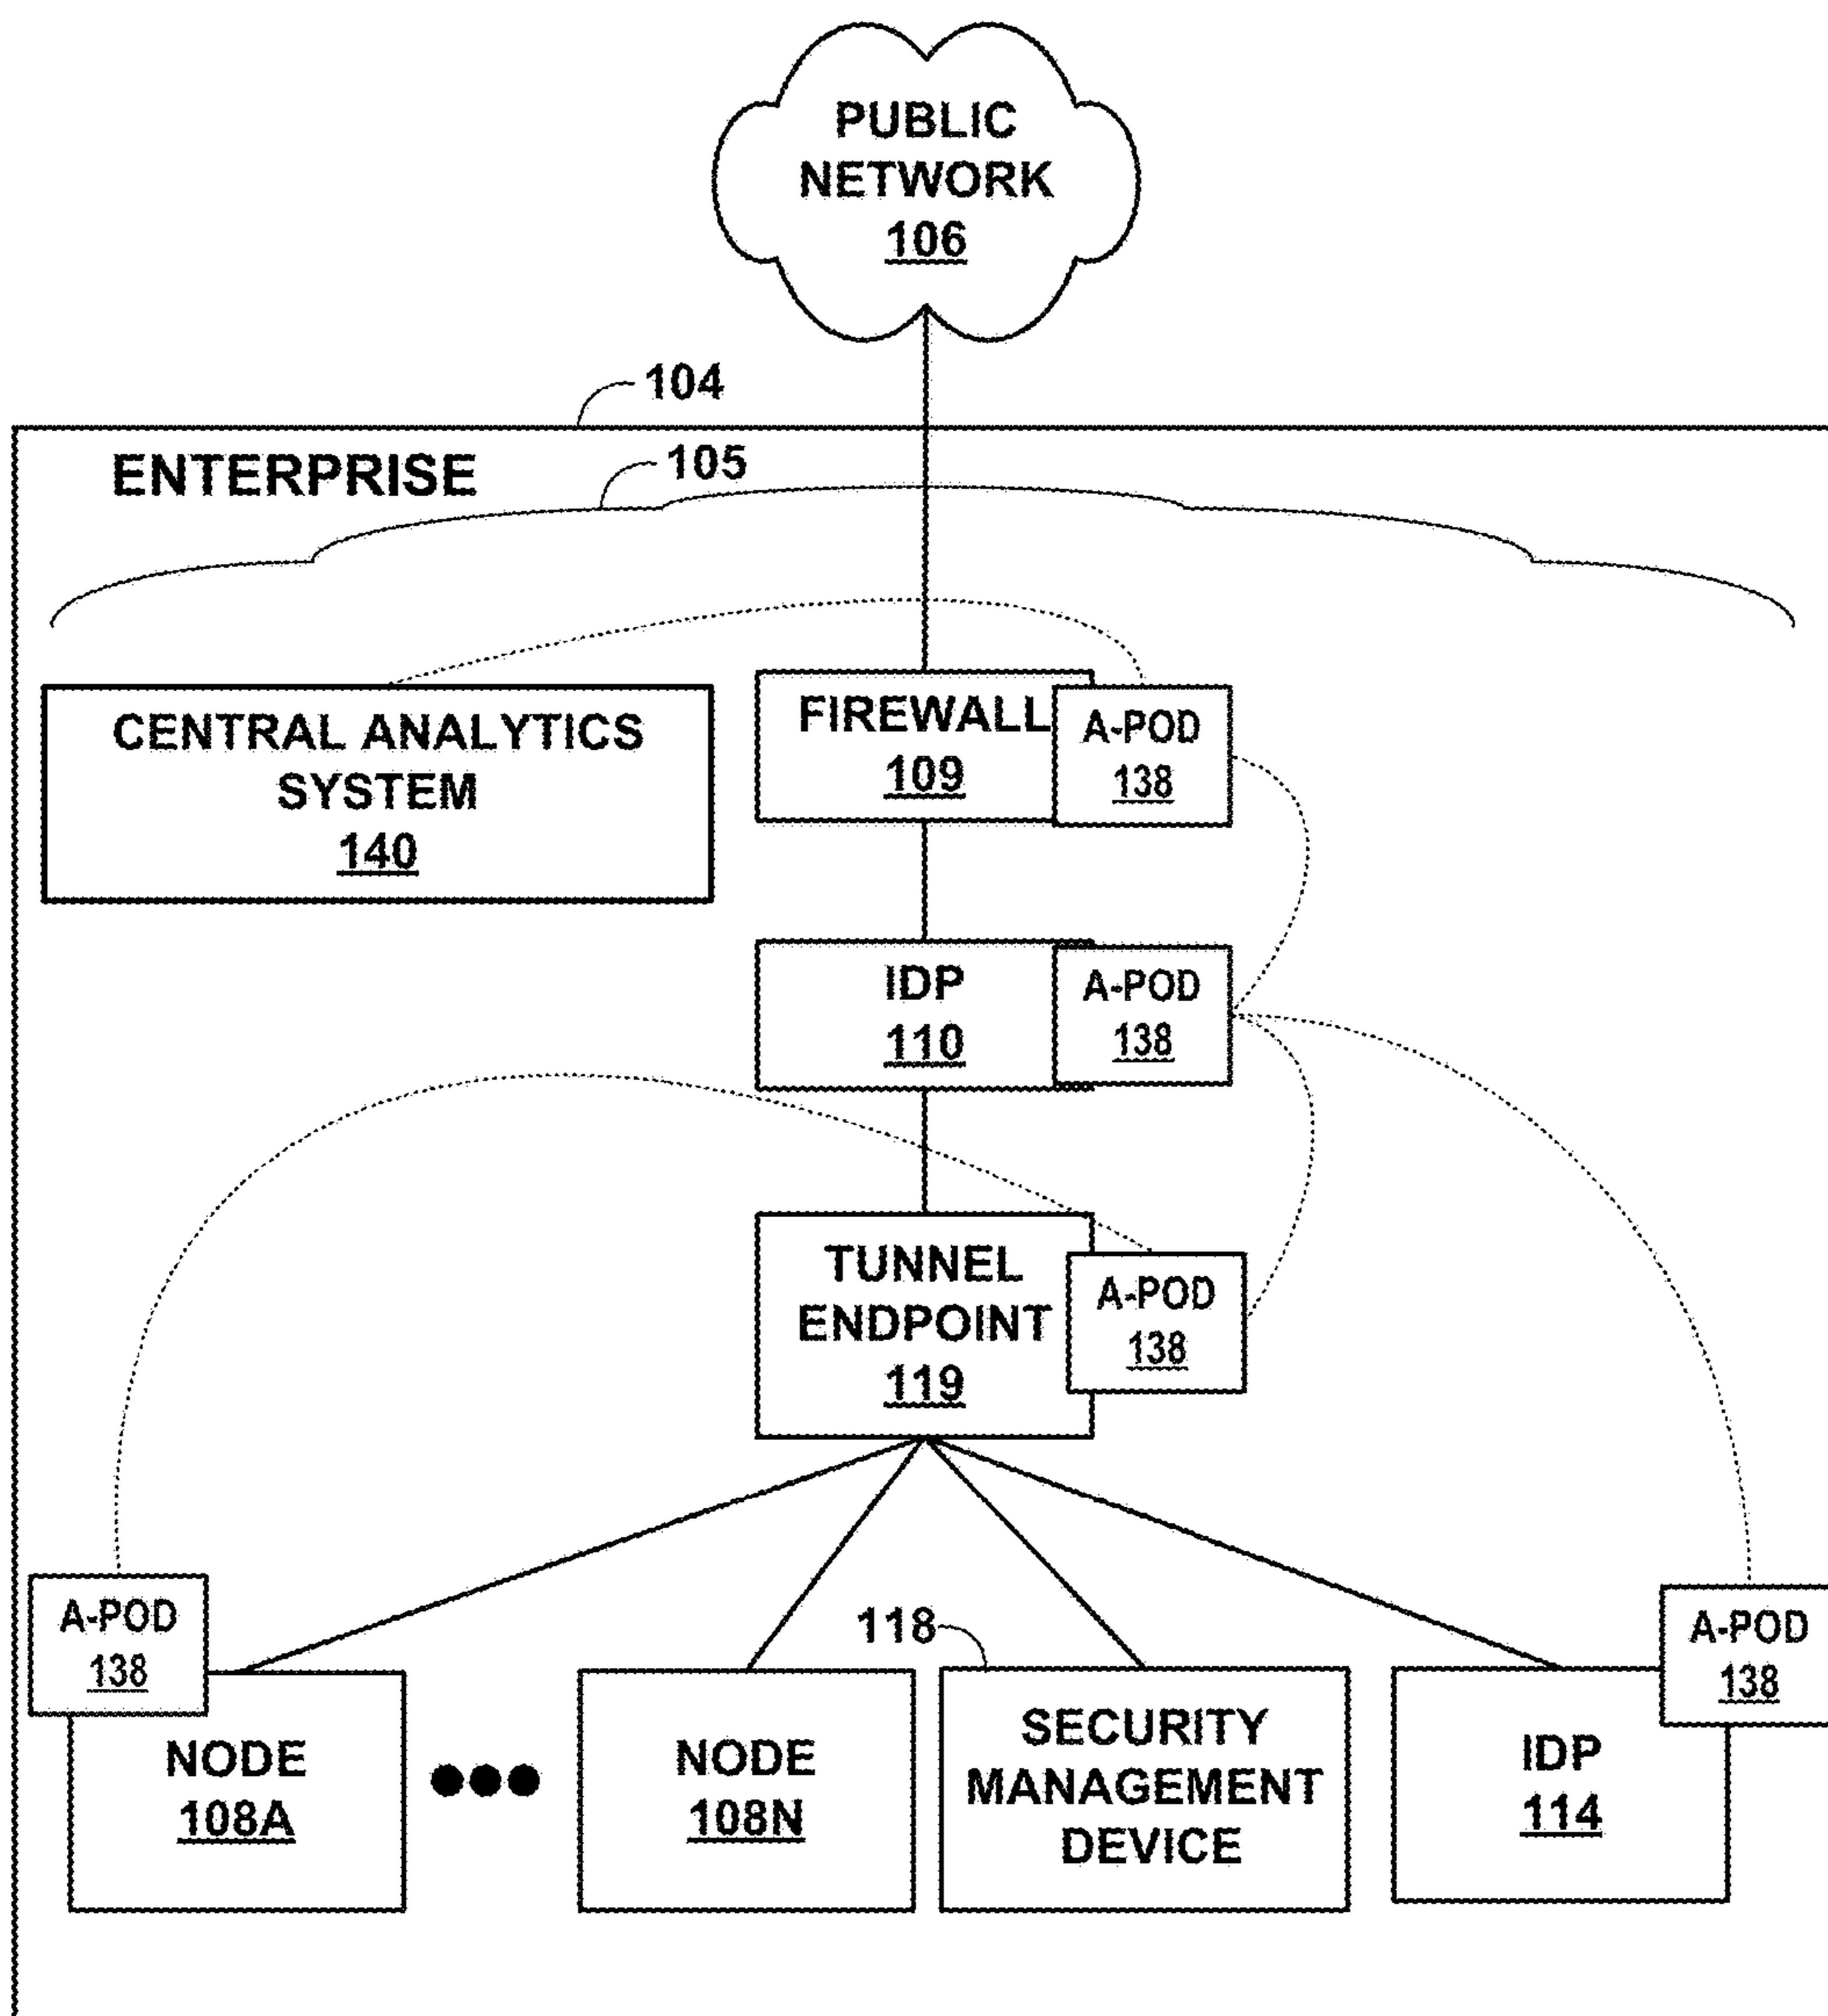 PUBLIC
NETWORK
106
104
ENTERPRISE
105
CENTRAL ANALYTICS
SYSTEM
140
FIREWALL
109
A-POD
138
IDP
110
A-POD
138
TUNNEL
ENDPOINT
119
A-POD
138
A-POD
138
NODE
108A
NODE
108N
118
SECURITY
MANAGEMENT
DEVICE
A-POD
138
IDP
114